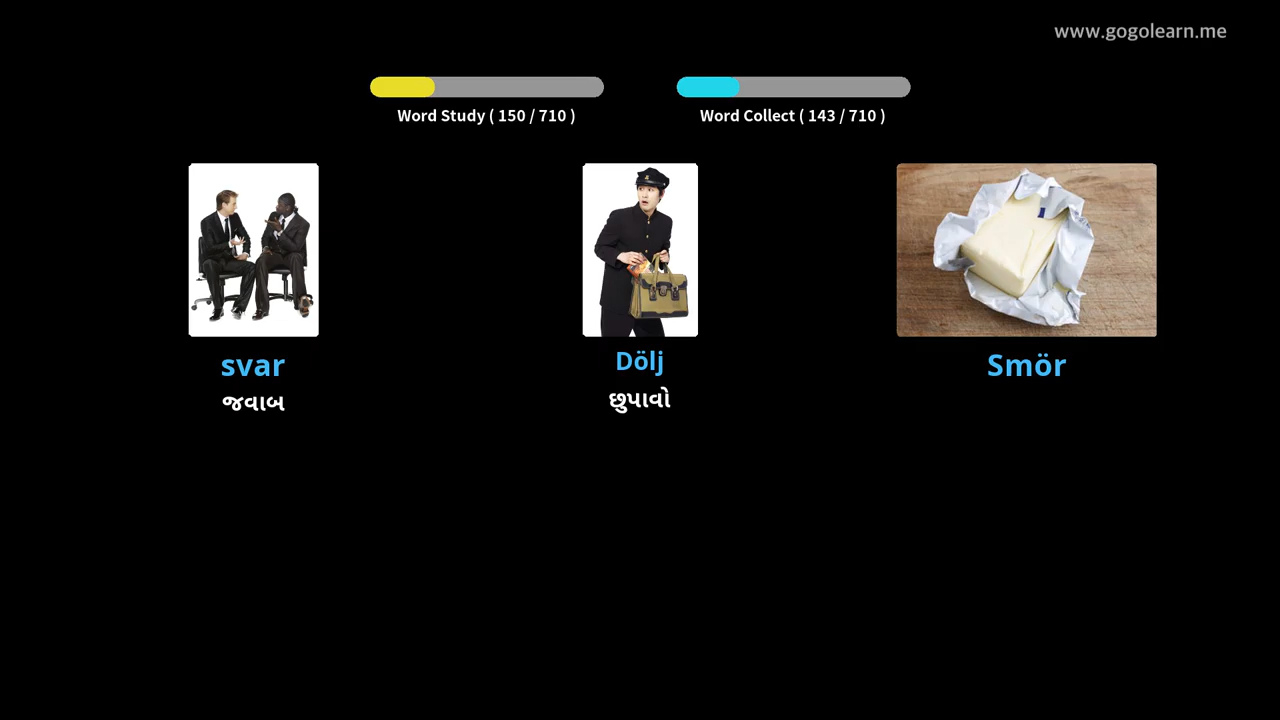 www.gogolearn.me
Word Study ( 150 / 710 )
Word Collect ( 143 / 710 )
svar
Dölj
Smör
જવાબ
છુપાવો